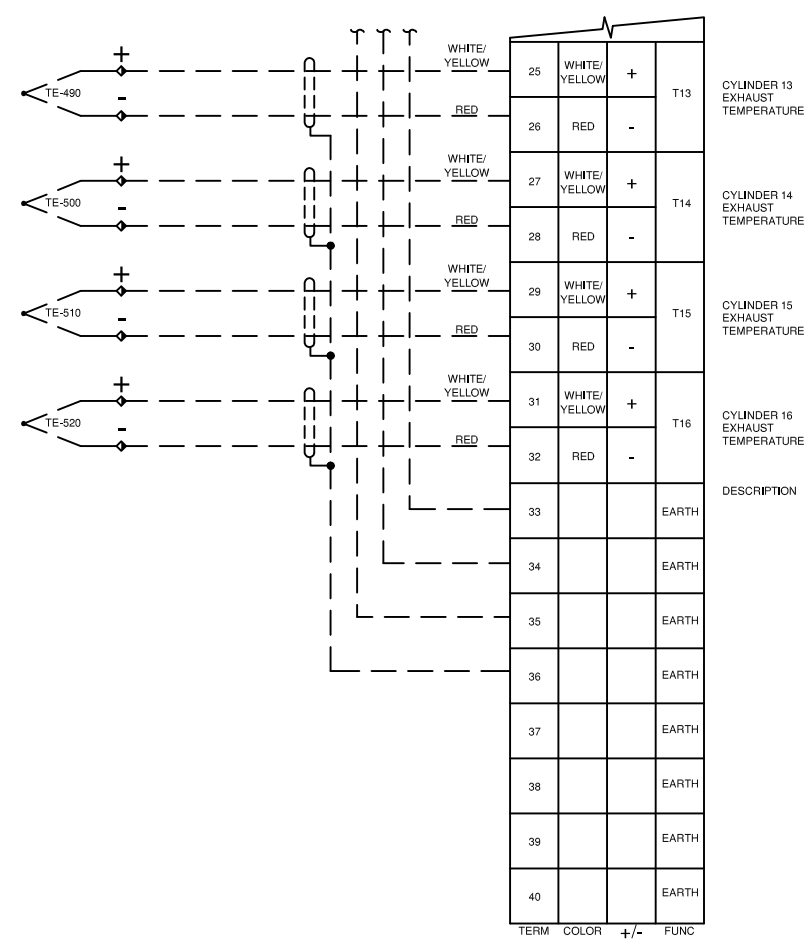 WHITE/
YELLOW
+
TE-490
-
RED
25 WHITE/
YELLOW +
26 RED -
T13
CYLINDER 13
EXHAUST
TEMPERATURE
WHITE/
YELLOW
+
TE-500
-
RED
27 WHITE/
YELLOW +
28 RED -
T14
CYLINDER 14
EXHAUST
TEMPERATURE
WHITE/
YELLOW
+
TE-510
-
RED
29 WHITE/
YELLOW +
30 RED -
T15
CYLINDER 15
EXHAUST
TEMPERATURE
WHITE/
YELLOW
+
TE-520
-
RED
31 WHITE/
YELLOW +
32 RED -
T16
CYLINDER 16
EXHAUST
TEMPERATURE
DESCRIPTION
33 EARTH
34 EARTH
35 EARTH
36 EARTH
37 EARTH
38 EARTH
39 EARTH
40 EARTH
TERM COLOR +/- FUNC